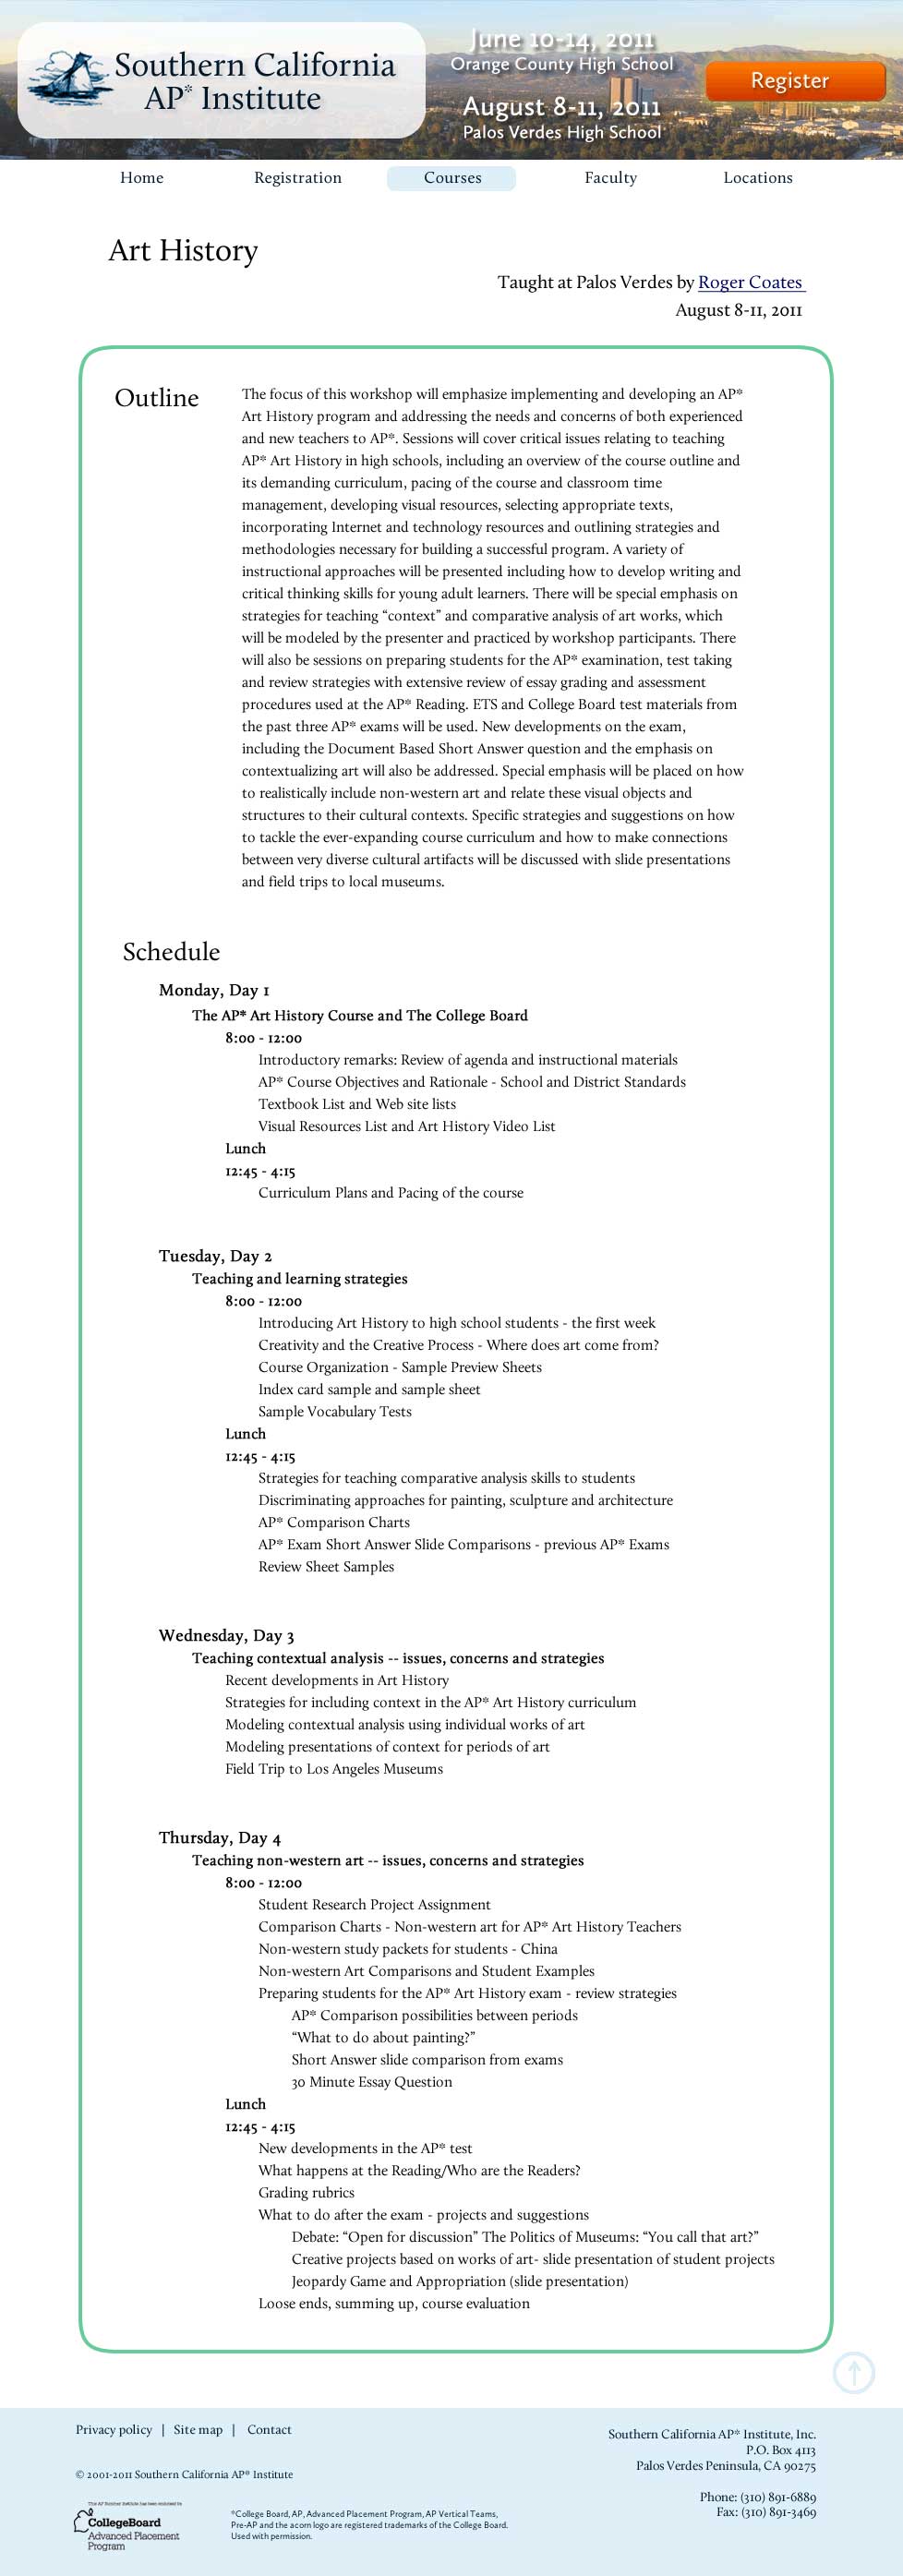 Southern California
AP* Institute
June 10-14, 2011
Orange County High School
August 8-11, 2011
Palos Verdes High School
Register
Home Registration Courses Faculty Locations
Art History
Taught at Palos Verdes by Roger Coates
August 8-11, 2011
Outline
The focus of this workshop will emphasize implementing and developing an AP*
Art History program and addressing the needs and concerns of both experienced
and new teachers to AP*. Sessions will cover critical issues relating to teaching
AP* Art History in high schools, including an overview of the course outline and
its demanding curriculum, pacing of the course and classroom time
management, developing visual resources, selecting appropriate texts,
incorporating Internet and technology resources and outlining strategies and
methodologies necessary for building a successful program. A variety of
instructional approaches will be presented including how to develop writing and
critical thinking skills for young adult learners. There will be special emphasis on
strategies for teaching “context” and comparative analysis of art works, which
will be modeled by the presenter and practiced by workshop participants. There
will also be sessions on preparing students for the AP* examination, test taking
and review strategies with extensive review of essay grading and assessment
procedures used at the AP* Reading. ETS and College Board test materials from
the past three AP* exams will be used. New developments on the exam,
including the Document Based Short Answer question and the emphasis on
contextualizing art will also be addressed. Special emphasis will be placed on how
to realistically include non-western art and relate these visual objects and
structures to their cultural contexts. Specific strategies and suggestions on how
to tackle the ever-expanding course curriculum and how to make connections
between very diverse cultural artifacts will be discussed with slide presentations
and field trips to local museums.
Schedule
Monday, Day 1
The AP* Art History Course and The College Board
8:00 - 12:00
Introductory remarks: Review of agenda and instructional materials
AP* Course Objectives and Rationale - School and District Standards
Textbook List and Web site lists
Visual Resources List and Art History Video List
Lunch
12:45 - 4:15
Curriculum Plans and Pacing of the course
Tuesday, Day 2
Teaching and learning strategies
8:00 - 12:00
Introducing Art History to high school students - the first week
Creativity and the Creative Process - Where does art come from?
Course Organization - Sample Preview Sheets
Index card sample and sample sheet
Sample Vocabulary Tests
Lunch
12:45 - 4:15
Strategies for teaching comparative analysis skills to students
Discriminating approaches for painting, sculpture and architecture
AP* Comparison Charts
AP* Exam Short Answer Slide Comparisons - previous AP* Exams
Review Sheet Samples
Wednesday, Day 3
Teaching contextual analysis -- issues, concerns and strategies
Recent developments in Art History
Strategies for including context in the AP* Art History curriculum
Modeling contextual analysis using individual works of art
Modeling presentations of context for periods of art
Field Trip to Los Angeles Museums
Thursday, Day 4
Teaching non-western art -- issues, concerns and strategies
8:00 - 12:00
Student Research Project Assignment
Comparison Charts - Non-western art for AP* Art History Teachers
Non-western study packets for students - China
Non-western Art Comparisons and Student Examples
Preparing students for the AP* Art History exam - review strategies
AP* Comparison possibilities between periods
“What to do about painting?”
Short Answer slide comparison from exams
30 Minute Essay Question
Lunch
12:45 - 4:15
New developments in the AP* test
What happens at the Reading/Who are the Readers?
Grading rubrics
What to do after the exam - projects and suggestions
Debate: “Open for discussion” The Politics of Museums: “You call that art?”
Creative projects based on works of art- slide presentation of student projects
Jeopardy Game and Appropriation (slide presentation)
Loose ends, summing up, course evaluation
Privacy policy | Site map | Contact
© 2001-2011 Southern California AP* Institute
CollegeBoard
Advanced Placement
Program
*College Board, AP, Advanced Placement Program, AP Vertical Teams,
Pre-AP and the acorn logo are registered trademarks of the College Board.
Used with permission.
Southern California AP* Institute, Inc.
P.O. Box 4113
Palos Verdes Peninsula, CA 90275
Phone: (310) 891-6889
Fax: (310) 891-3469